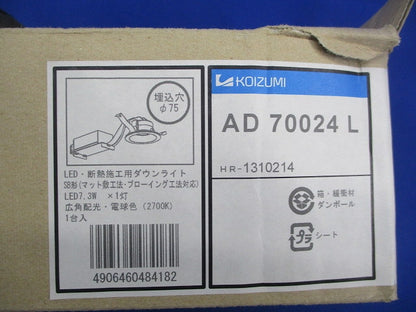 埋込穴
φ75
LED・断熱施工用ダウンライト
SB形(マット敷工法・ブローイング工法対応)
LED7.3W ×1灯
広角配光・電球色 (2700K)
1台入
4906460484182
KOIZUMI
AD 70024 L
HR-1310214
箱・緩衝材
ダンボール
プラ
シート